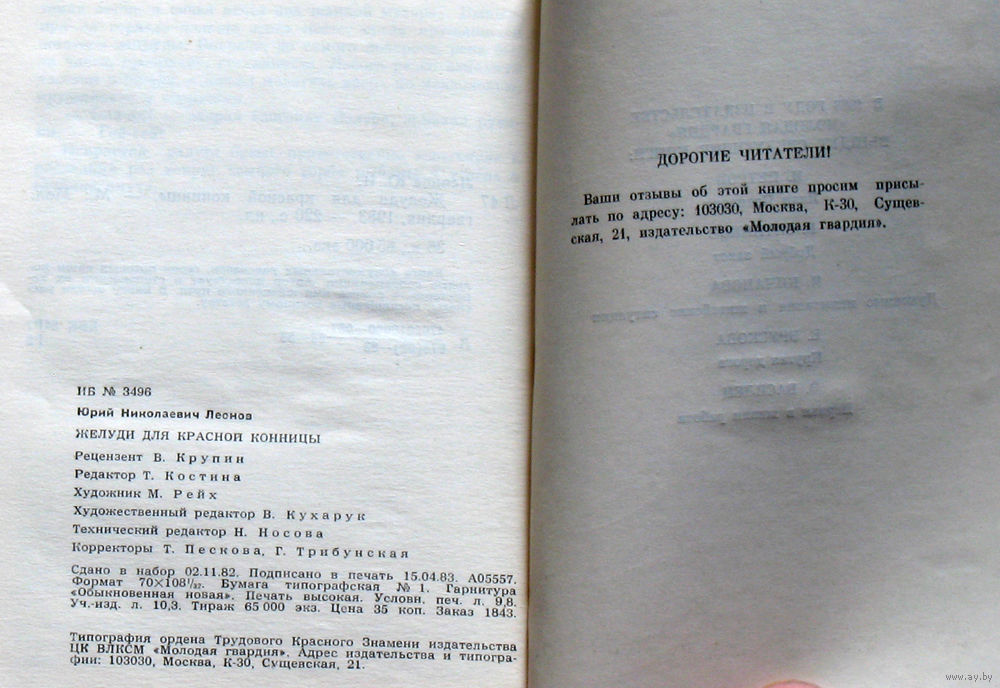 ИБ № 3496
Юрий Николаевич Леонов
ЖЕЛУДИ ДЛЯ КРАСНОЙ КОННИЦЫ
Рецензент В. Крупин
Редактор Т. Костина
Художник М. Рейх
Художественный редактор В. Кухарук
Технический редактор Н. Носова
Корректоры Т. Пескова, Г. Трибунская
Сдано в набор 02.11.82. Подписано в печать 15.04.83. А05557.
Формат 70×108¹/₃₂. Бумага типографская № 1. Гарнитура
«Обыкновенная новая». Печать высокая. Условн. печ. л. 9,8.
Уч.-изд. л. 10,3. Тираж 65 000 экз. Цена 35 коп. Заказ 1843.
Типография ордена Трудового Красного Знамени издательства
ЦК ВЛКСМ «Молодая гвардия». Адрес издательства и типогра-
фии: 103030, Москва, К-30, Сущевская, 21.
ДОРОГИЕ ЧИТАТЕЛИ!
Ваши отзывы об этой книге просим присы-
лать по адресу: 103030, Москва, К-30, Сущев-
ская, 21, издательство «Молодая гвардия».
www.ay.by